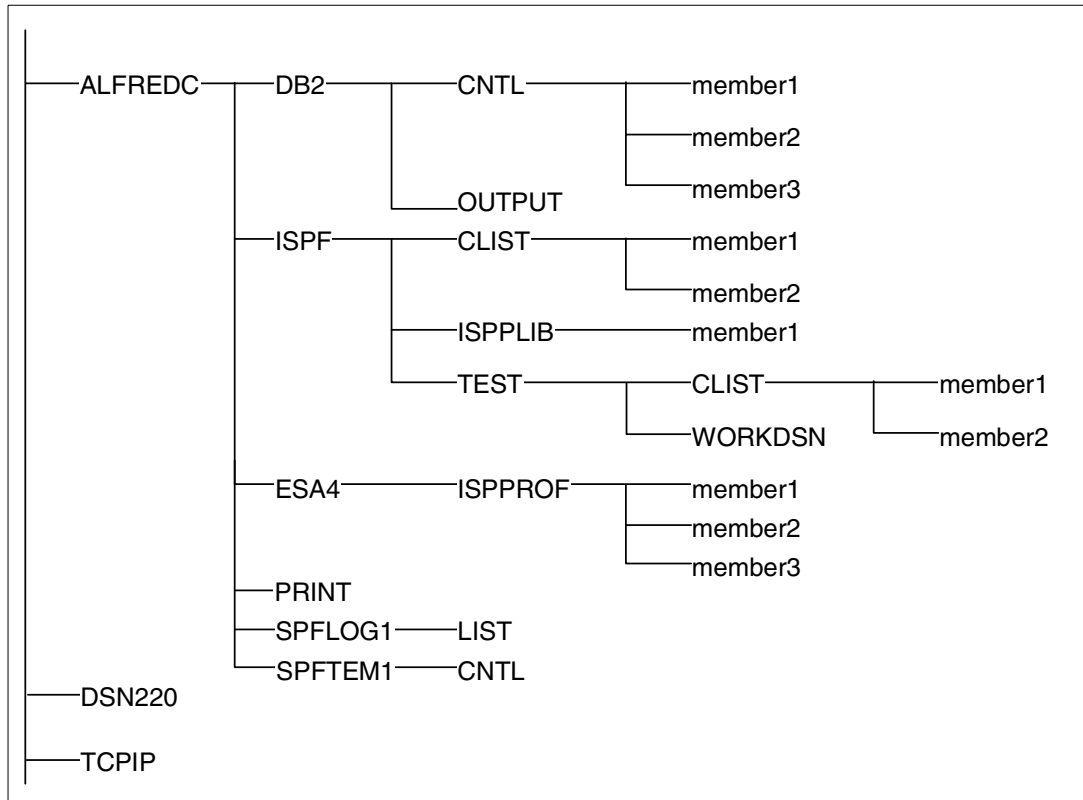 ALFREDC DB2 CNTL member1
member2
member3
OUTPUT
ISPF CLIST member1
member2
ISPPLIB member1
TEST CLIST member1
WORKDSN member2
ESA4 ISPPROF member1
member2
member3
PRINT
SPFLOG1 LIST
SPFTEM1 CNTL
DSN220
TCPIP